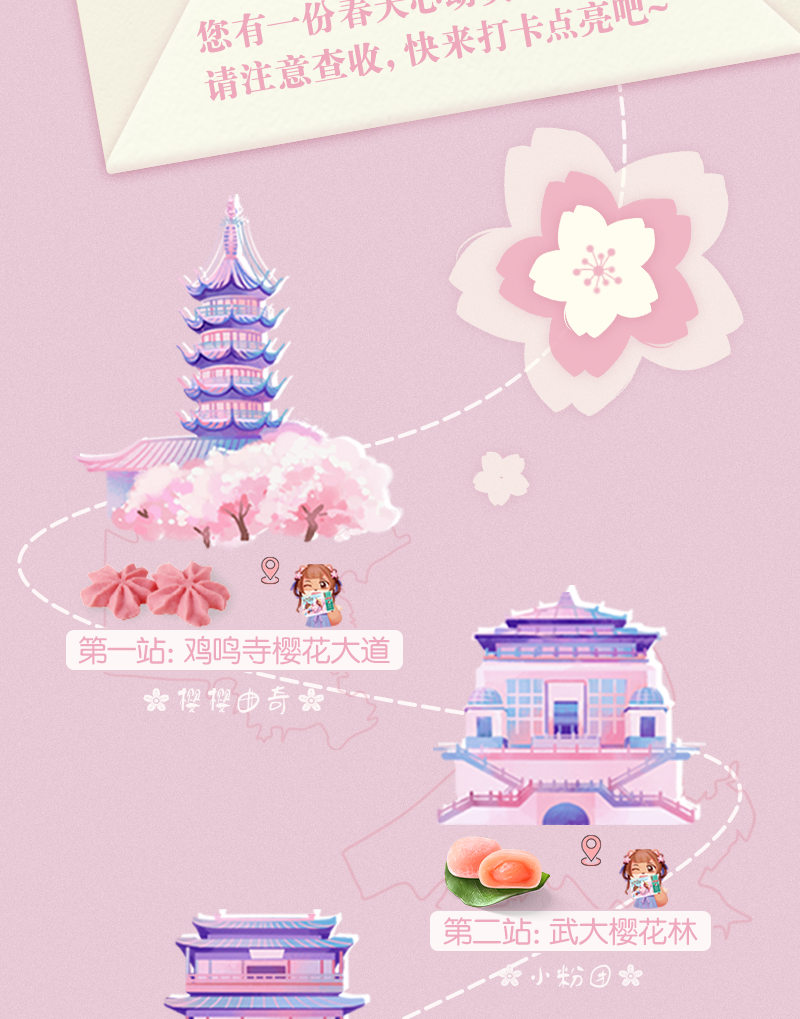 您有一份春天心动
请注意查收，快来打卡点亮吧~
第一站：鸡鸣寺樱花大道
樱樱曲奇
第二站：武大樱花林
小粉团